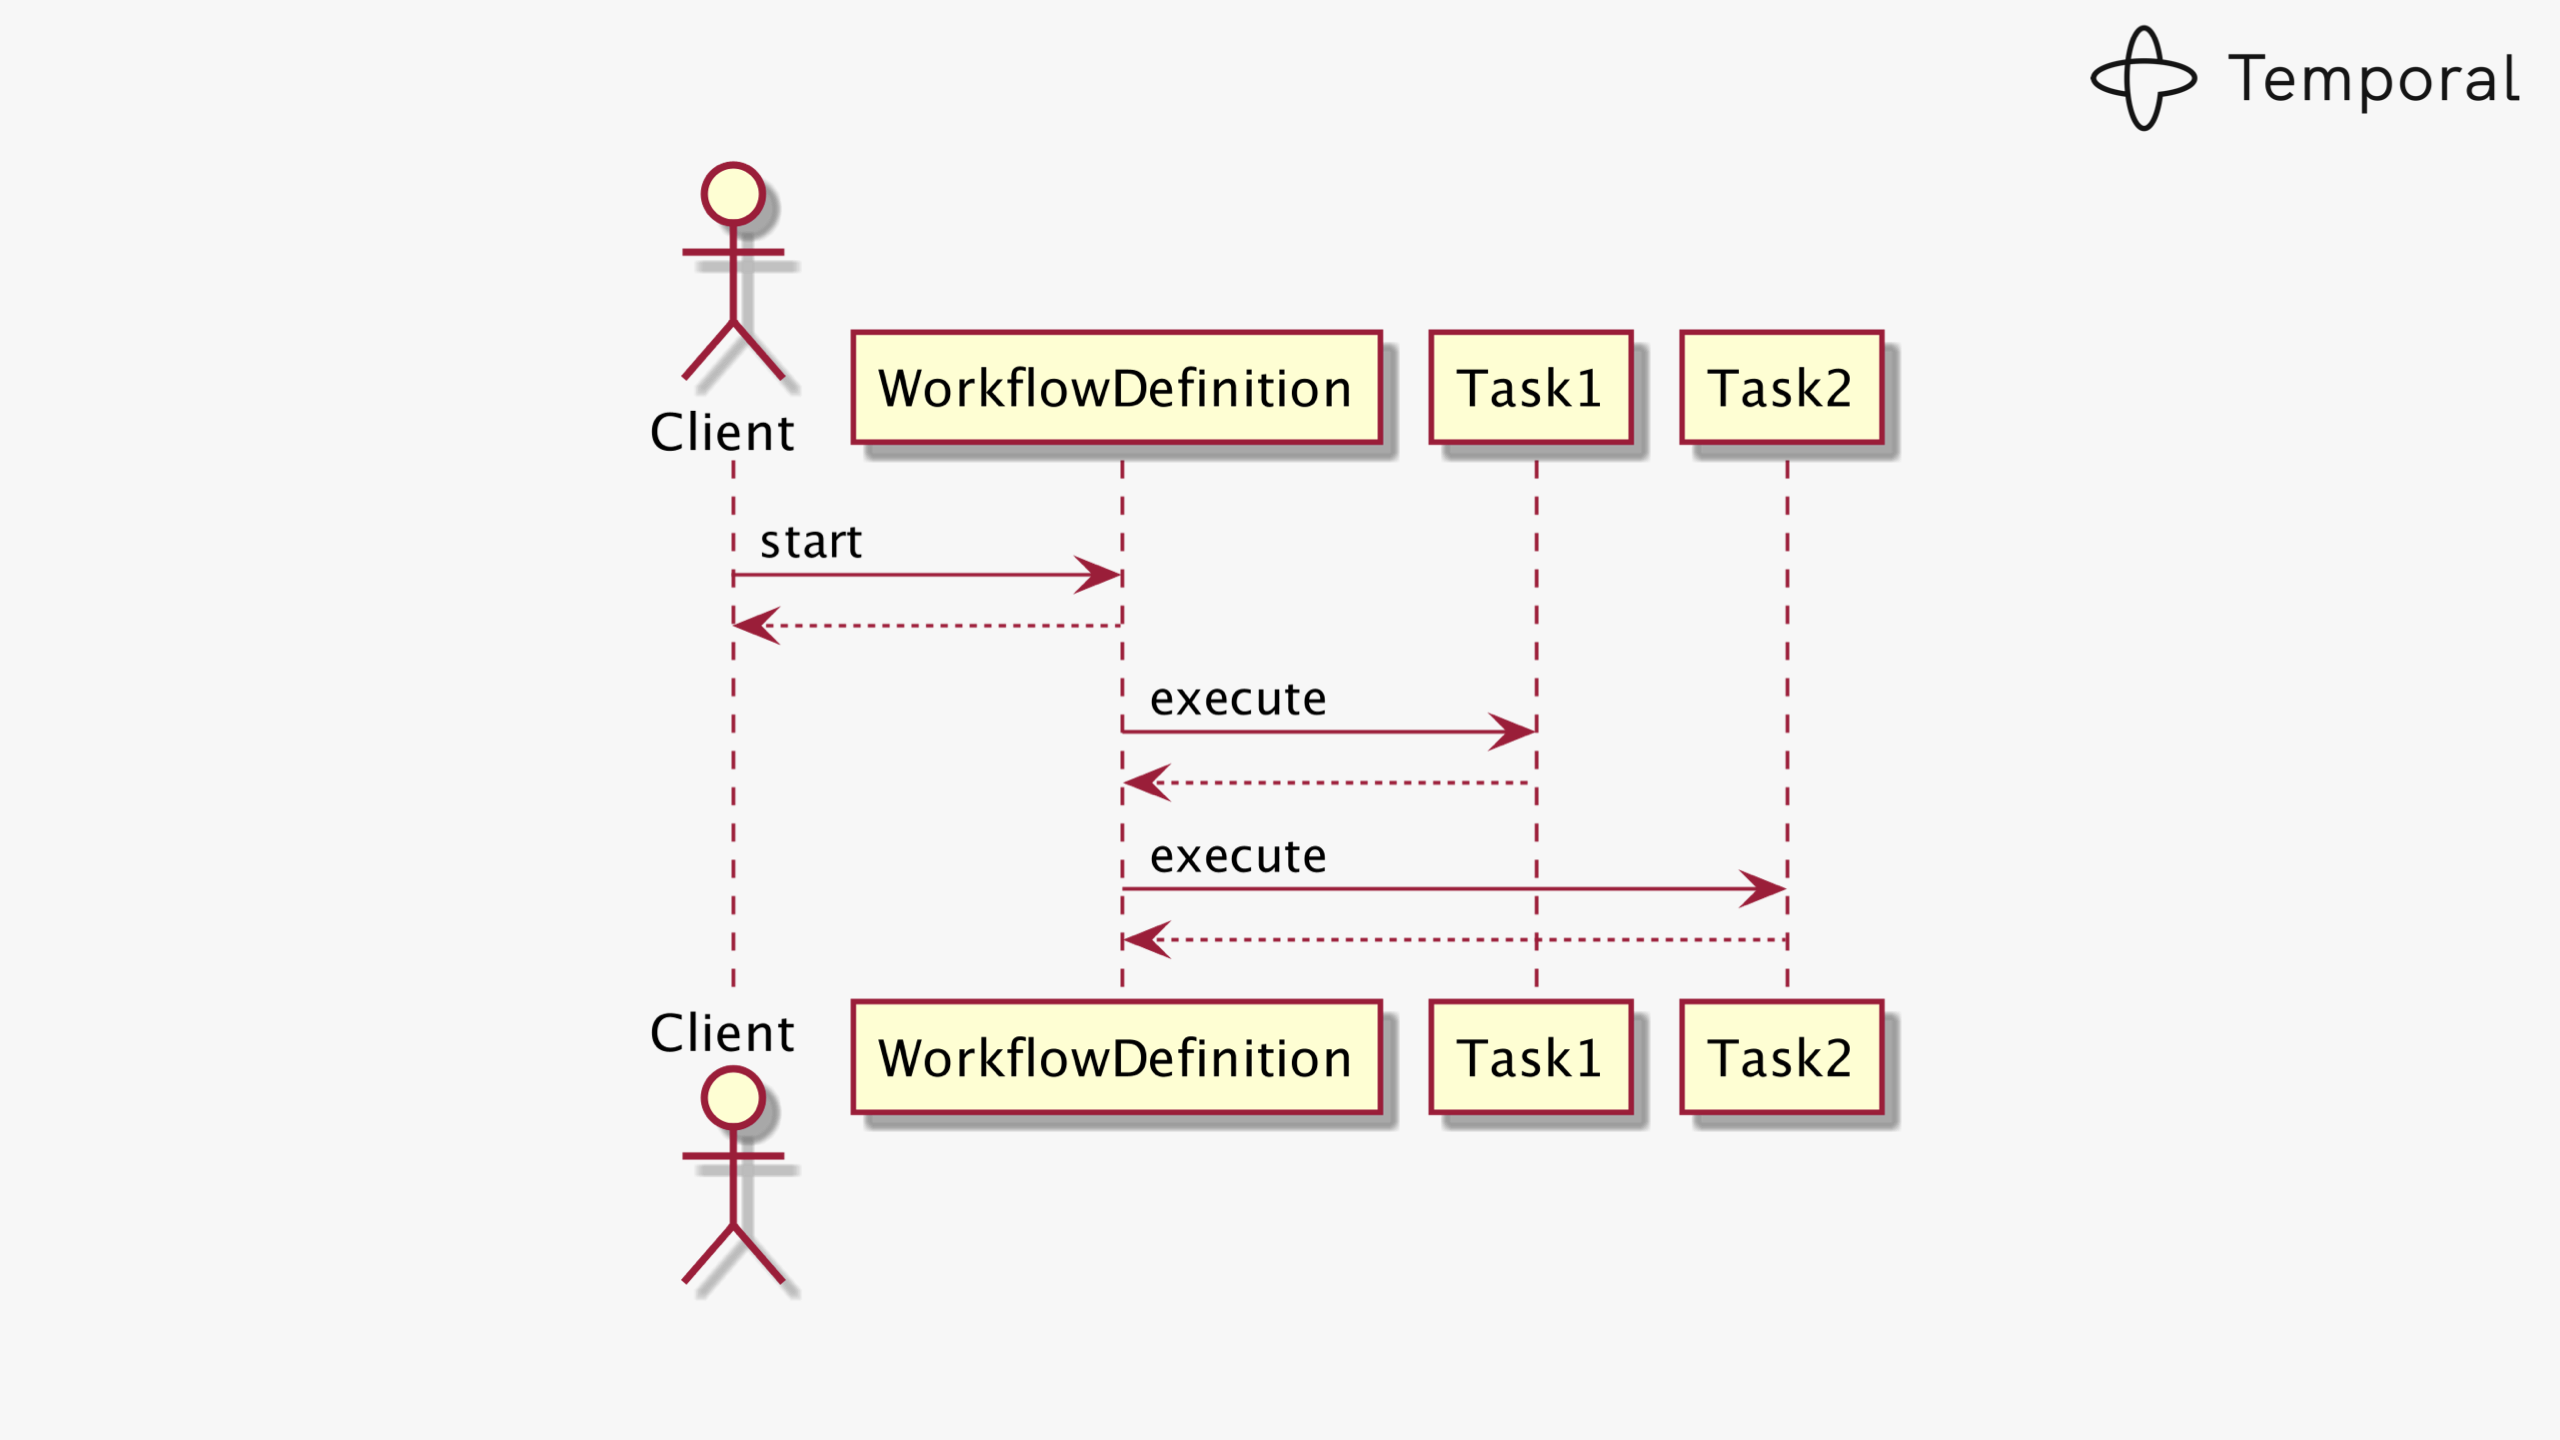 Temporal
WorkflowDefinition
Task1
Task2
Client
start
execute
execute
Client
WorkflowDefinition
Task1
Task2